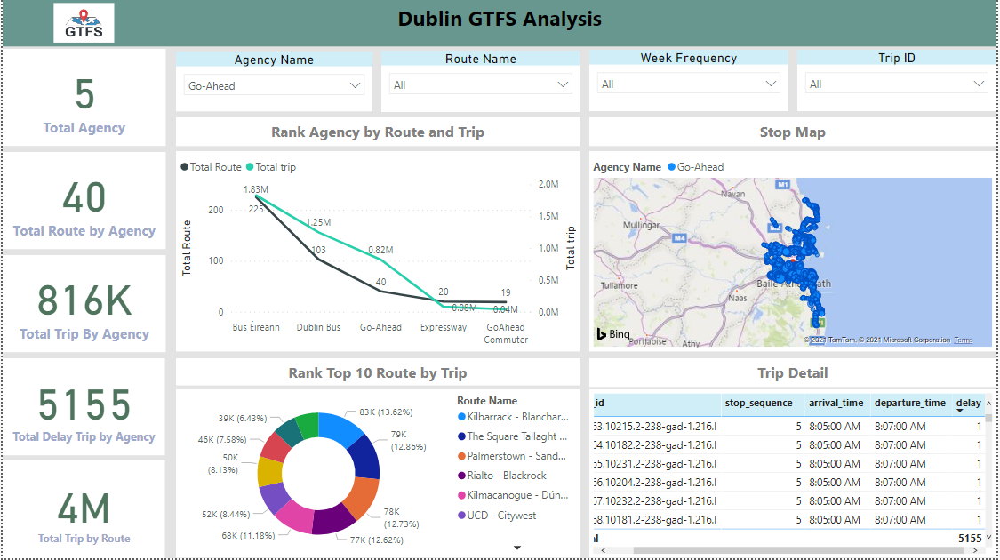 GTFS
Dublin GTFS Analysis
5
Total Agency
40
Total Route by Agency
816K
Total Trip By Agency
5155
Total Delay Trip by Agency
4M
Total Trip by Route
Agency Name
Go-Ahead
Route Name
All
Week Frequency
All
Trip ID
All
Rank Agency by Route and Trip
Total Route Total trip
Total Route
200
100
0
1.83M
225
1.25M
103
0.82M
40
20
0.08M
19
0.04M
2.0M
1.5M
1.0M
0.5M
0.0M
Total trip
Bus Éireann
Dublin Bus
Go-Ahead
Expressway
GoAhead
Commuter
Stop Map
Agency Name Go-Ahead
M1
Navan
Mullingar
M4
Tullamore
Naas
Portlaoise
Athy
Bing
© 2021 TomTom, © 2021 Microsoft Corporation Terms
Rank Top 10 Route by Trip
83K (13.62%)
79K
(12.86%)
78K
(12.73%)
77K (12.62%)
68K (11.18%)
52K (8.44%)
50K
(8.13%)
46K (7.58%)
39K (6.43%)
Route Name
Kilbarrack - Blanchar...
The Square Tallaght ...
Palmerstown - Sand...
Rialto - Blackrock
Kilmacanogue - Dún...
UCD - Citywest
Trip Detail
_id stop_sequence arrival_time departure_time delay
53.10215.2-238-gad-1.216.I 5 8:05:00 AM 8:07:00 AM 1
54.10182.2-238-gad-1.216.I 5 8:05:00 AM 8:07:00 AM 1
55.10231.2-238-gad-1.216.I 5 8:05:00 AM 8:07:00 AM 1
56.10204.2-238-gad-1.216.I 5 8:05:00 AM 8:07:00 AM 1
57.10232.2-238-gad-1.216.I 5 8:05:00 AM 8:07:00 AM 1
58.10181.2-238-gad-1.216.I 5 8:05:00 AM 8:07:00 AM 1
5155